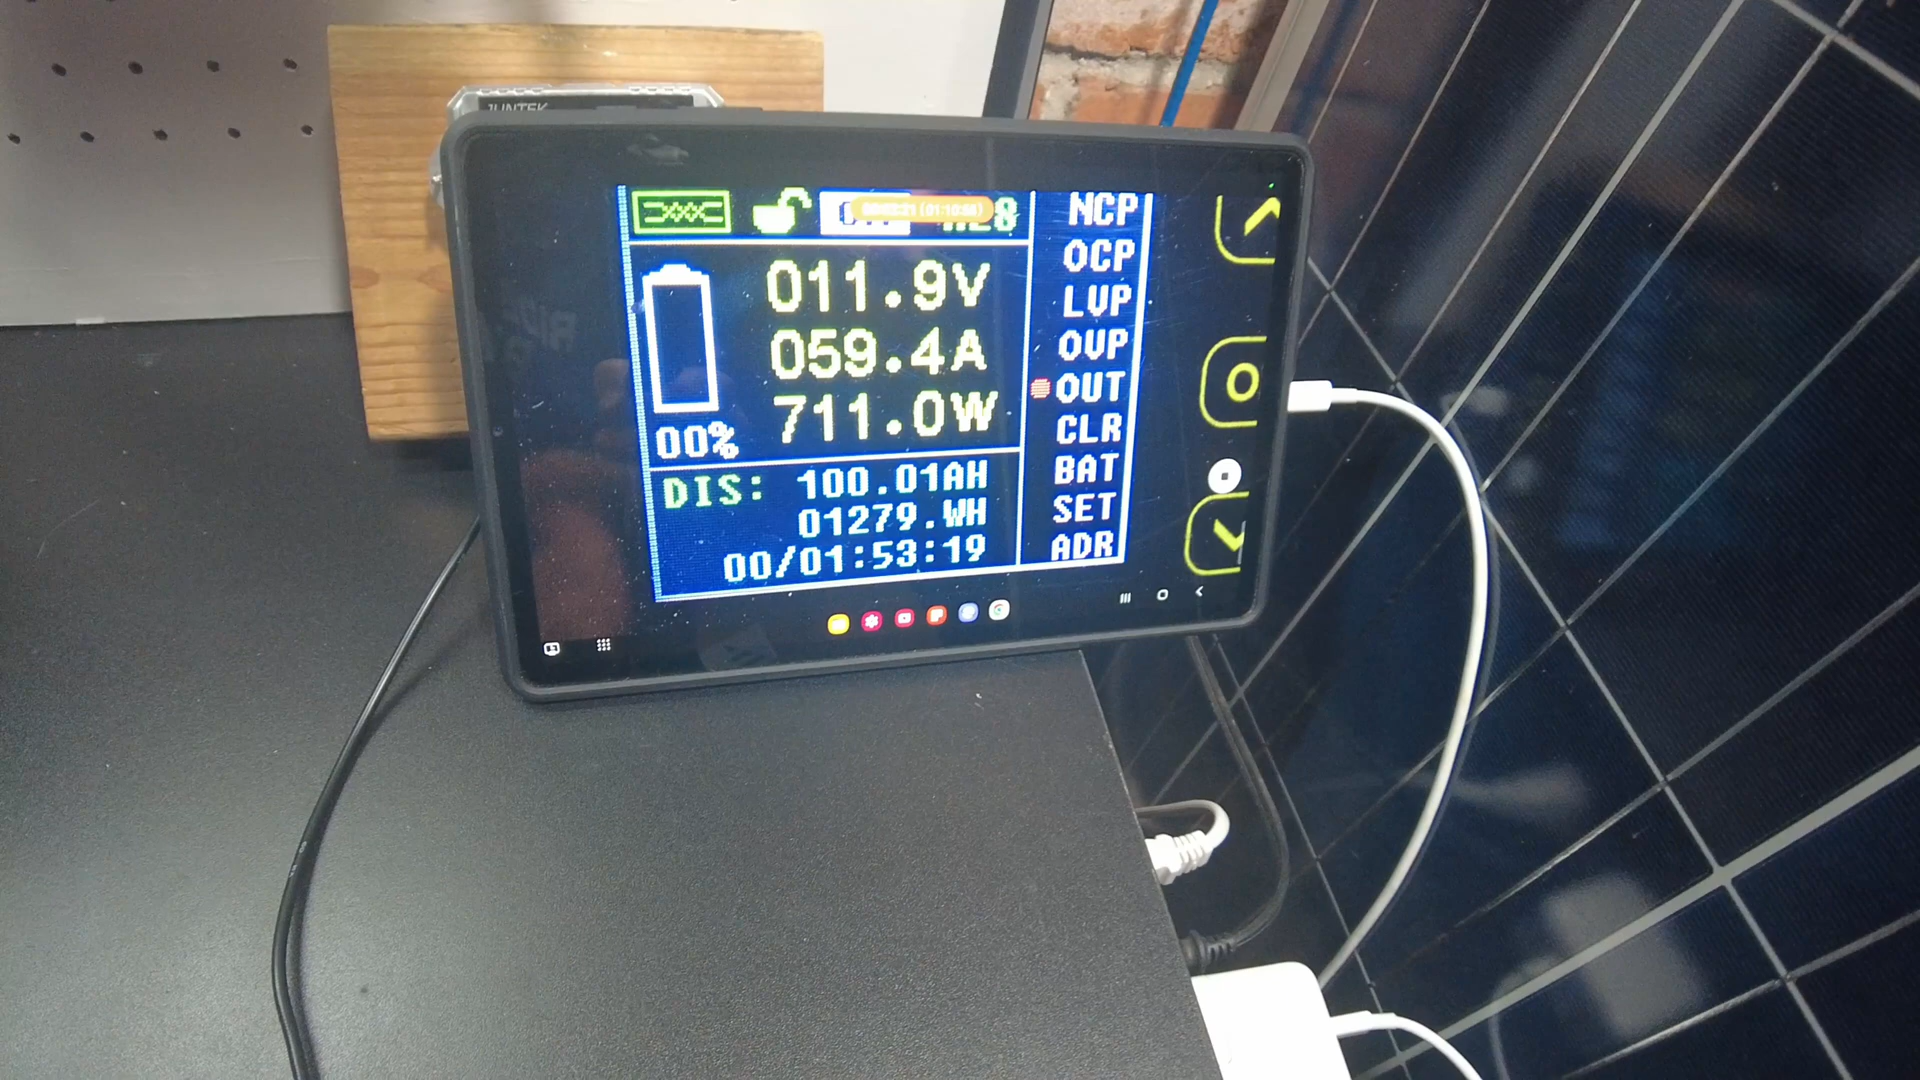 JUNTEK
011.9V
059.4A
711.0W
00%
DIS: 100.01AH
01279.WH
00/01:53:19
NCP
OCP
LVP
OVP
OUT
CLR
BAT
SET
ADR